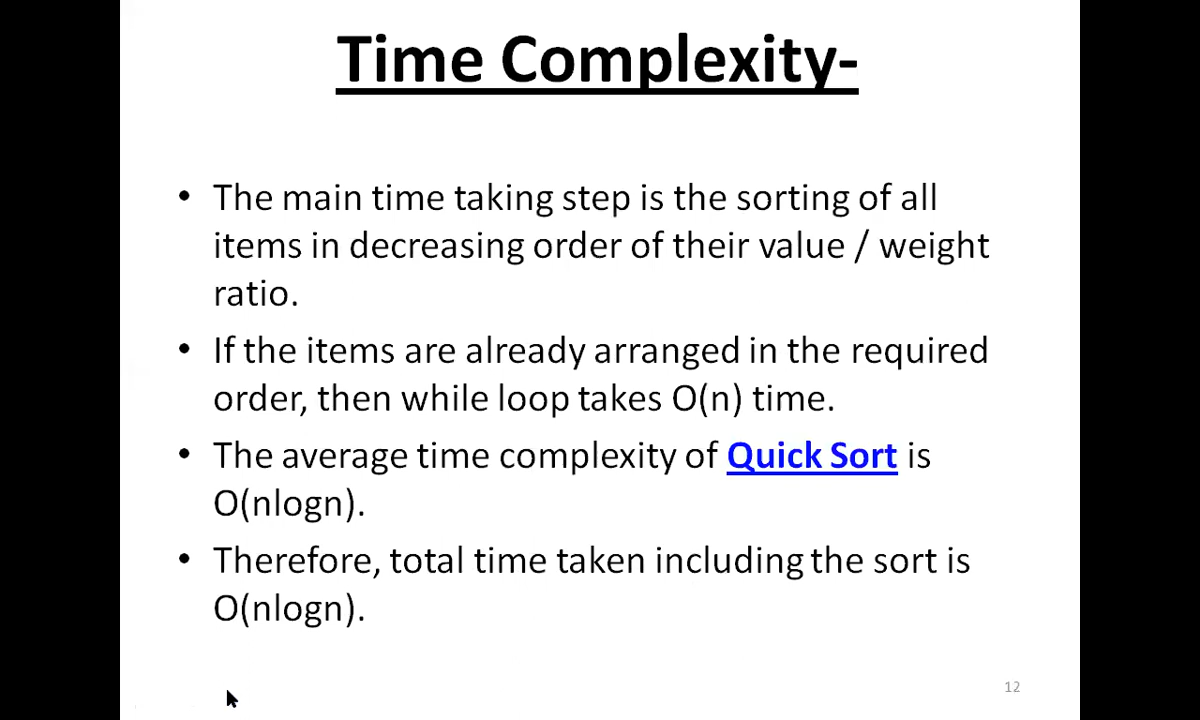 Time Complexity-
• The main time taking step is the sorting of all
items in decreasing order of their value / weight
ratio.
• If the items are already arranged in the required
order, then while loop takes O(n) time.
• The average time complexity of Quick Sort is
O(nlogn).
• Therefore, total time taken including the sort is
O(nlogn).
12